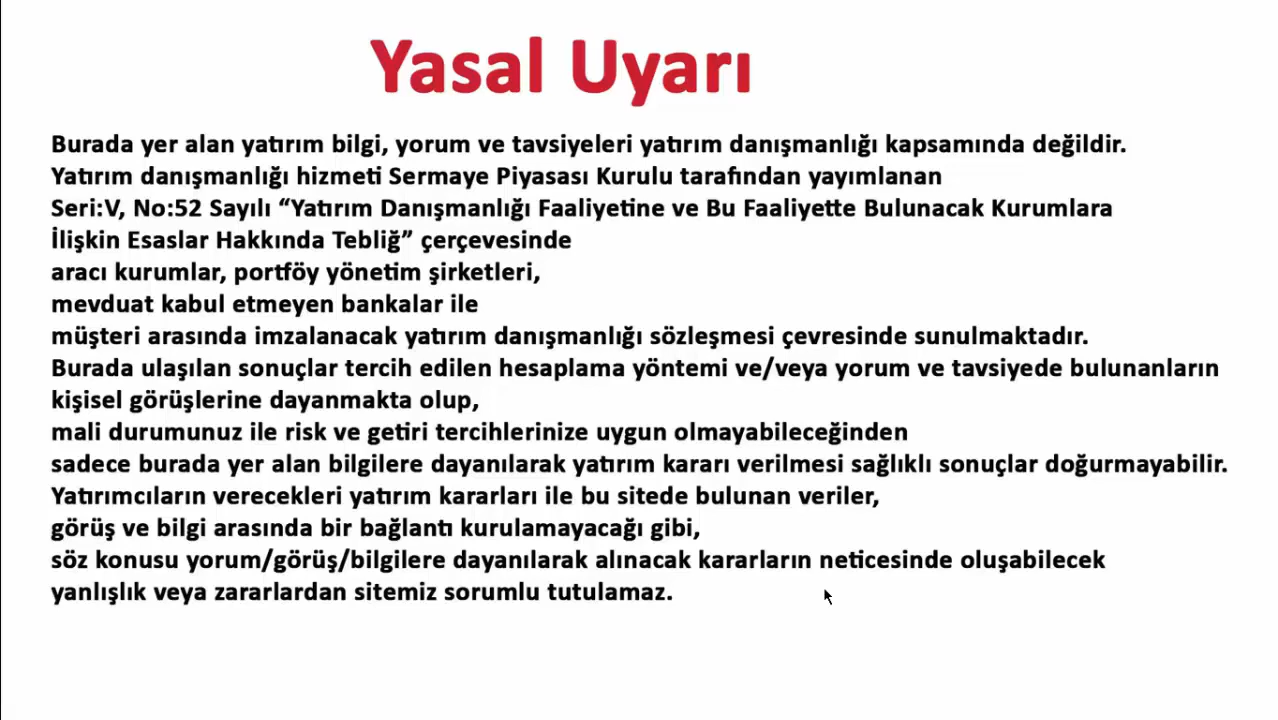 Yasal Uyarı
Burada yer alan yatırım bilgi, yorum ve tavsiyeleri yatırım danışmanlığı kapsamında değildir.
Yatırım danışmanlığı hizmeti Sermaye Piyasası Kurulu tarafından yayımlanan
Seri:V, No:52 Sayılı “Yatırım Danışmanlığı Faaliyetine ve Bu Faaliyette Bulunacak Kurumlara
İlişkin Esaslar Hakkında Tebliğ” çerçevesinde
aracı kurumlar, portföy yönetim şirketleri,
mevduat kabul etmeyen bankalar ile
müşteri arasında imzalanacak yatırım danışmanlığı sözleşmesi çevresinde sunulmaktadır.
Burada ulaşılan sonuçlar tercih edilen hesaplama yöntemi ve/veya yorum ve tavsiyede bulunanların
kişisel görüşlerine dayanmakta olup,
mali durumunuz ile risk ve getiri tercihlerinize uygun olmayabileceğinden
sadece burada yer alan bilgilere dayanılarak yatırım kararı verilmesi sağlıklı sonuçlar doğurmayabilir.
Yatırımcıların verecekleri yatırım kararları ile bu sitede bulunan veriler,
görüş ve bilgi arasında bir bağlantı kurulamayacağı gibi,
söz konusu yorum/görüş/bilgilere dayanılarak alınacak kararların neticesinde oluşabilecek
yanlışlık veya zararlardan sitemiz sorumlu tutulamaz.